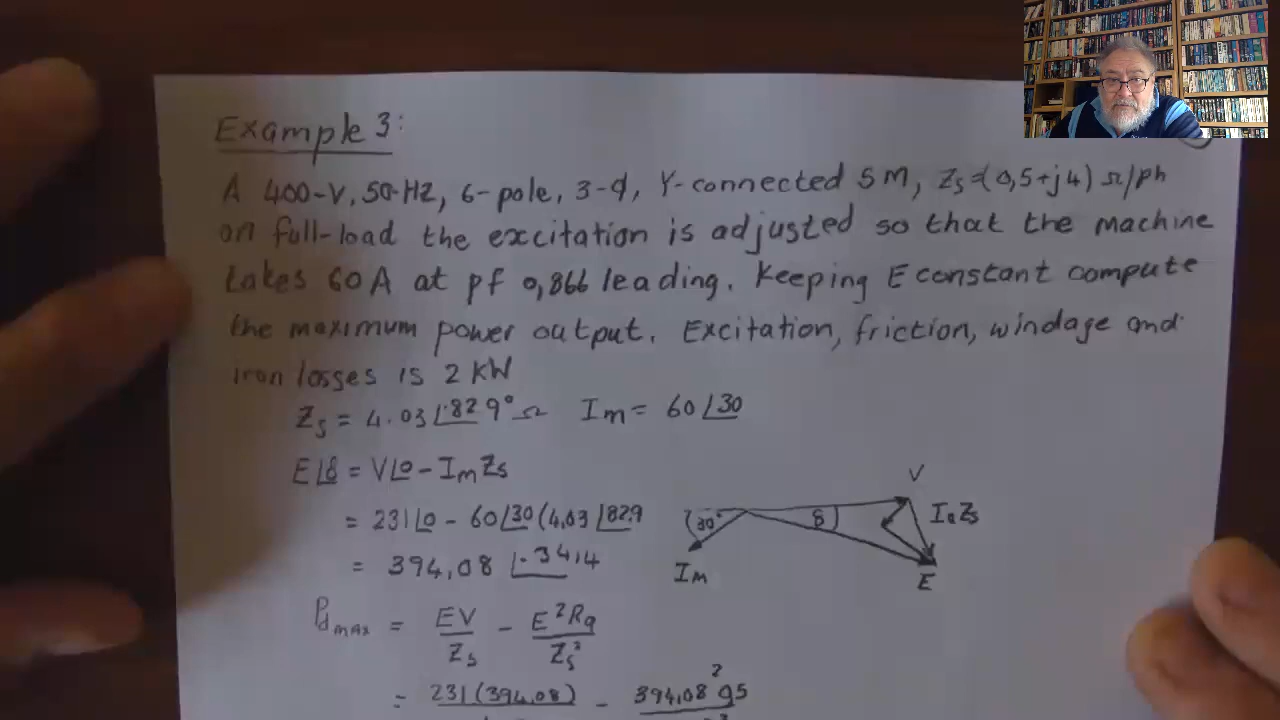 Example 3:
A 400-V, 50-HZ, 6-pole, 3-φ, Y-connected SM, Zs=(0,5+j4) Ω/ph
on full-load the excitation is adjusted so that the machine
takes 60A at pf 0,866 leading. Keeping E constant compute
the maximum power output. Excitation, friction, windage and
iron losses is 2 KW
Zs = 4.03∠82.9° Ω Im = 60∠30
E∠δ = V∠0 - ImZs
= 231∠0 - 60∠30 (4,03∠82,9
= 394,08 ∠-34,4
V
IaZs
30°
δ
Im
E
Pdmax = EV/Zs - E²Ra/Zs²
= 231(394,08) - 394,08² 0,5